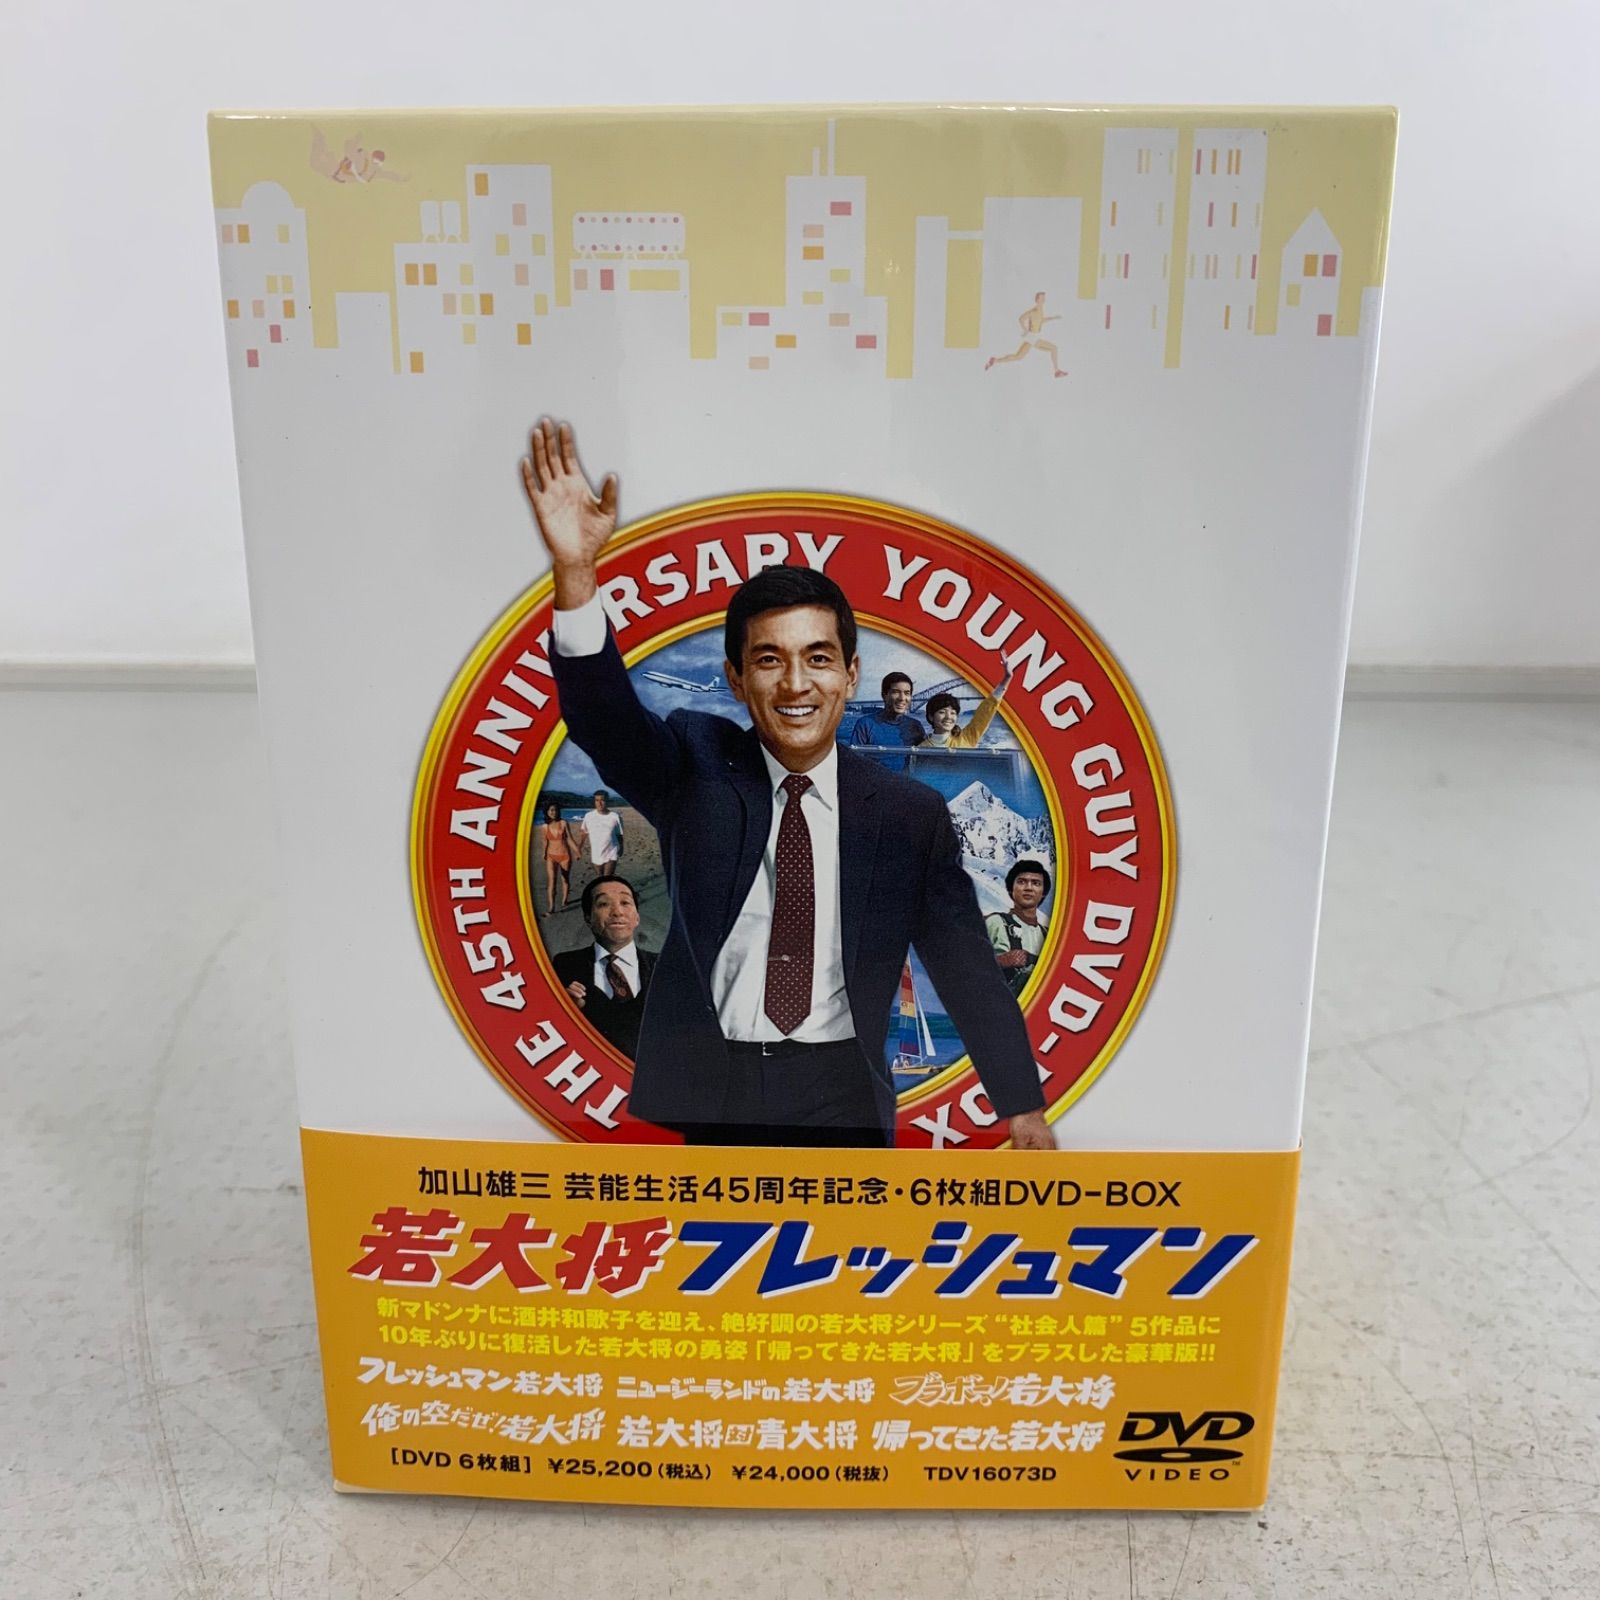 THE 45TH ANNIVERSARY YOUNG GUY DVD-BOX
加山雄三 芸能生活45周年記念・6枚組DVD-BOX
若大将フレッシュマン
新マドンナに酒井和歌子を迎え、絶好調の若大将シリーズ“社会人篇”5作品に
10年ぶりに復活した若大将の勇姿「帰ってきた若大将」をプラスした豪華版!!
フレッシュマン若大将 ニュージーランドの若大将 ブラボー!若大将
俺の空だぜ!若大将 若大将対青大将 帰ってきた若大将
[DVD 6枚組] ¥25,200(税込) ¥24,000(税抜) TDV16073D
DVD
VIDEO™